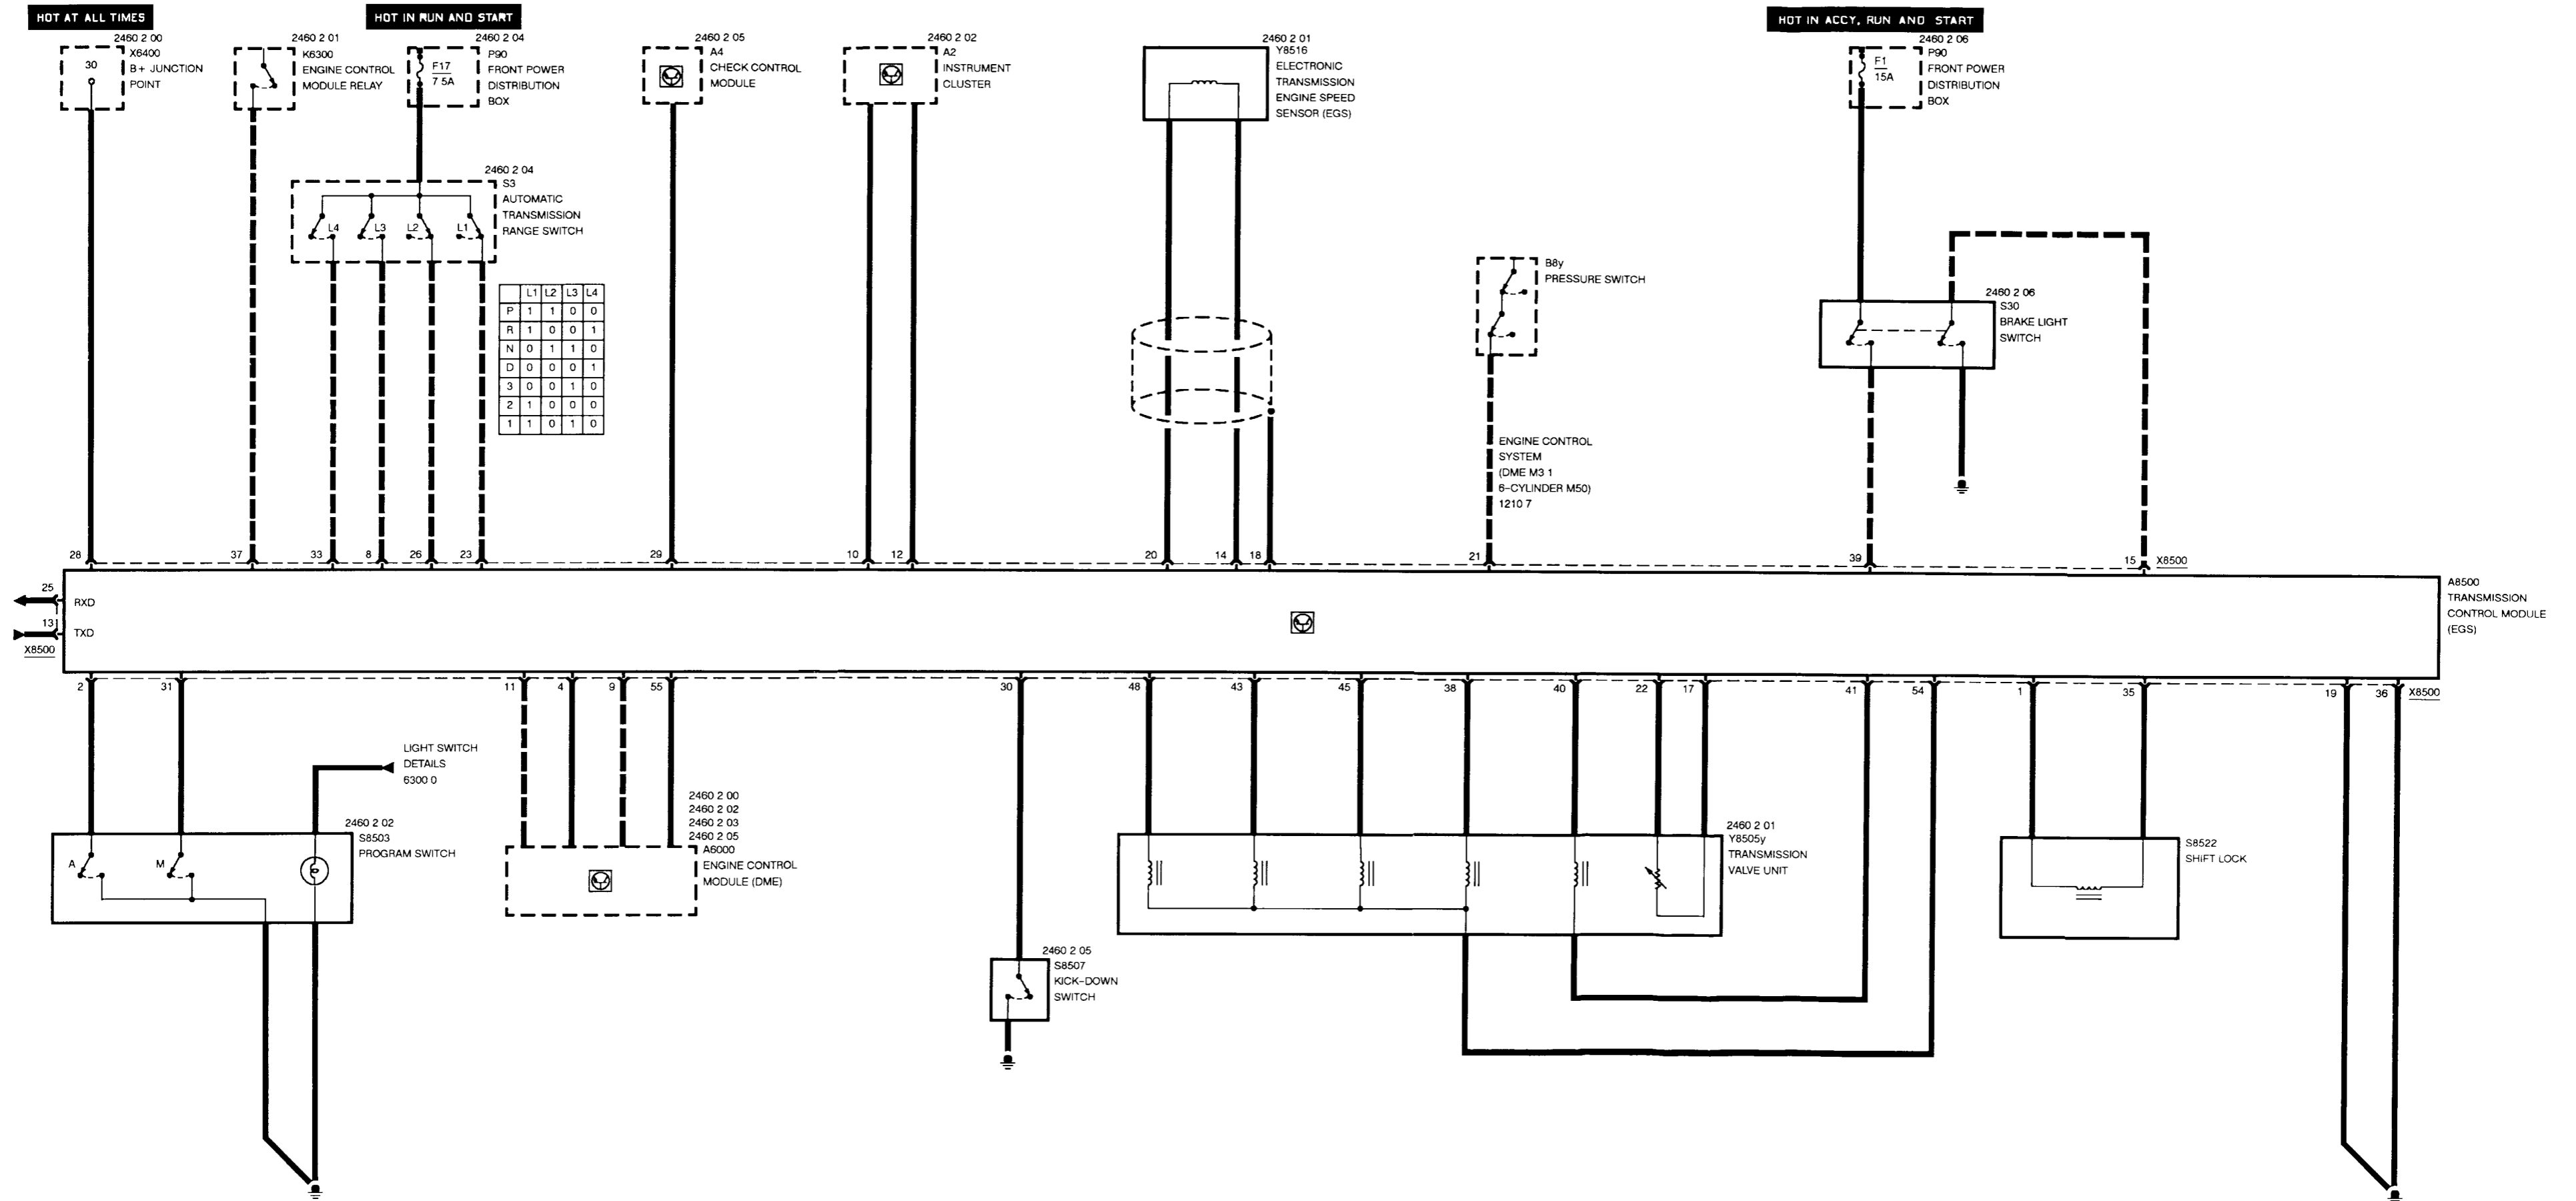 HOT AT ALL TIMES
HOT IN RUN AND START
HOT IN ACCY, RUN AND START
2460 2 00
X6400
B+ JUNCTION
POINT
30
2460 2 01
K6300
ENGINE CONTROL
MODULE RELAY
2460 2 04
P90
FRONT POWER
DISTRIBUTION
BOX
F17
7 5A
2460 2 05
A4
CHECK CONTROL
MODULE
2460 2 02
A2
INSTRUMENT
CLUSTER
2460 2 01
Y8516
ELECTRONIC
TRANSMISSION
ENGINE SPEED
SENSOR (EGS)
2460 2 06
P90
FRONT POWER
DISTRIBUTION
BOX
F1
15A
2460 2 04
S3
AUTOMATIC
TRANSMISSION
RANGE SWITCH
L4 L3 L2 L1
L1 L2 L3 L4
P 1 1 0 0
R 1 0 0 1
N 0 1 1 0
D 0 0 0 1
3 0 0 1 0
2 1 0 0 0
1 1 0 1 0
B8y
PRESSURE SWITCH
ENGINE CONTROL
SYSTEM
(DME M3 1
6-CYLINDER M50)
1210 7
2460 2 06
S30
BRAKE LIGHT
SWITCH
28 37 33 8 26 23 29 10 12 20 14 18 21 39 15 X8500
25
RXD
13
TXD
X8500
A8500
TRANSMISSION
CONTROL MODULE
(EGS)
2 31 11 4 9 55 30 48 43 45 38 40 22 17 41 54 1 35 19 36 X8500
LIGHT SWITCH
DETAILS
6300 0
2460 2 02
S8503
PROGRAM SWITCH
A M
2460 2 00
2460 2 02
2460 2 03
2460 2 05
A6000
ENGINE CONTROL
MODULE (DME)
2460 2 05
S8507
KICK-DOWN
SWITCH
2460 2 01
Y8505y
TRANSMISSION
VALVE UNIT
S8522
SHIFT LOCK